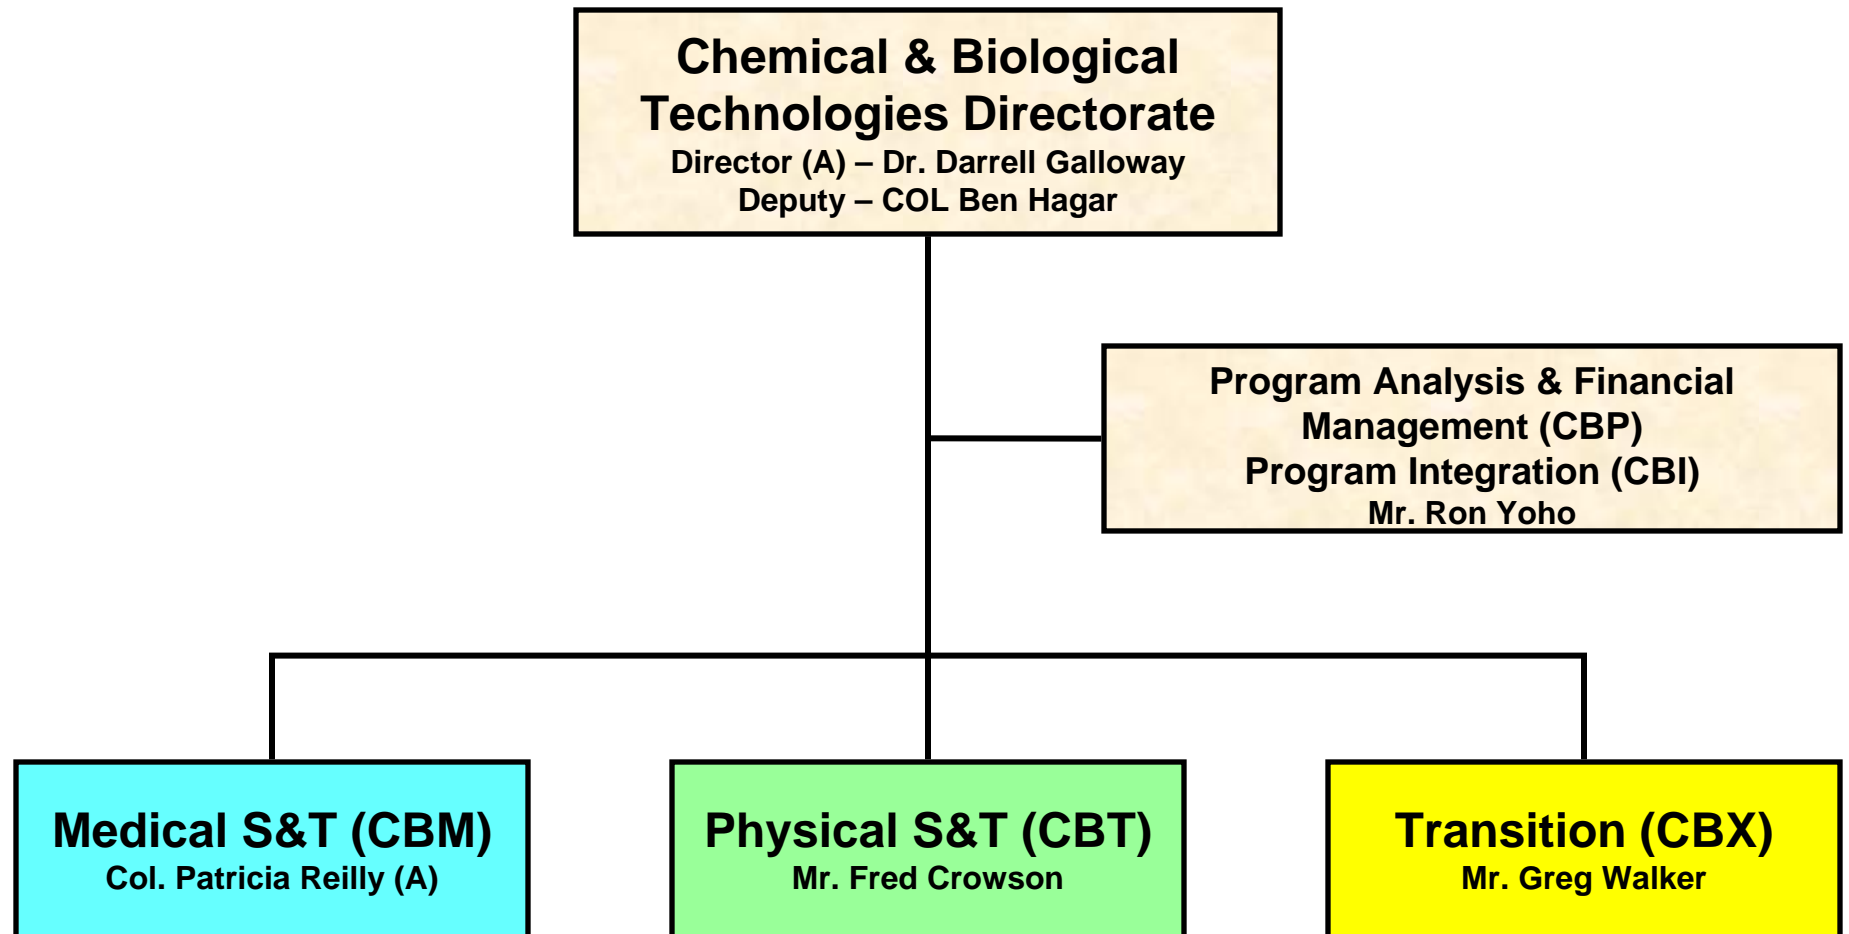 Chemical & Biological
Technologies Directorate
Director (A) – Dr. Darrell Galloway
Deputy – COL Ben Hagar
Program Analysis & Financial
Management (CBP)
Program Integration (CBI)
Mr. Ron Yoho
Medical S&T (CBM)
Col. Patricia Reilly (A)
Physical S&T (CBT)
Mr. Fred Crowson
Transition (CBX)
Mr. Greg Walker